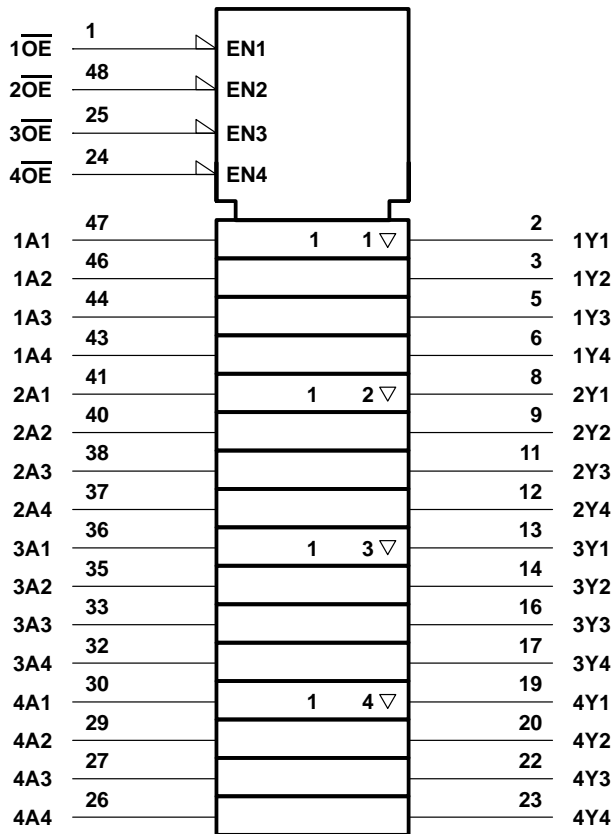 1O̅E̅ 1 EN1
2O̅E̅ 48 EN2
3O̅E̅ 25 EN3
4O̅E̅ 24 EN4
1A1 47 1 1 ▽ 2 1Y1
1A2 46 3 1Y2
1A3 44 5 1Y3
1A4 43 6 1Y4
2A1 41 1 2 ▽ 8 2Y1
2A2 40 9 2Y2
2A3 38 11 2Y3
2A4 37 12 2Y4
3A1 36 1 3 ▽ 13 3Y1
3A2 35 14 3Y2
3A3 33 16 3Y3
3A4 32 17 3Y4
4A1 30 1 4 ▽ 19 4Y1
4A2 29 20 4Y2
4A3 27 22 4Y3
4A4 26 23 4Y4